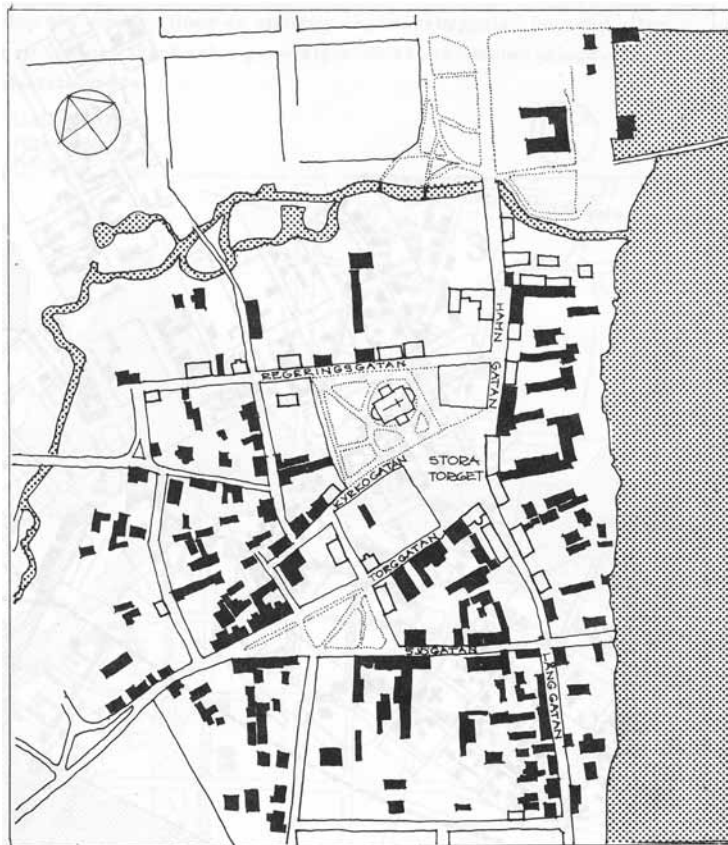 HAMN
GATAN
REGERINGSGATAN
STORA
TORGET
KYRKOGATAN
TORGGATAN
SJÖGATAN
LÅNGGATAN